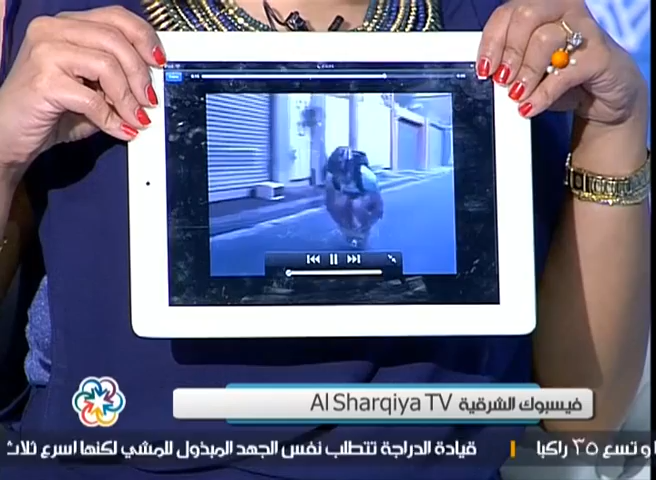 فيسبوك الشرقية Al Sharqiya TV
و تسع ٣٥ راكبا ا قيادة الدراجة تتطلب نفس الجهد المبذول للمشي لكنها اسرع ثلاث